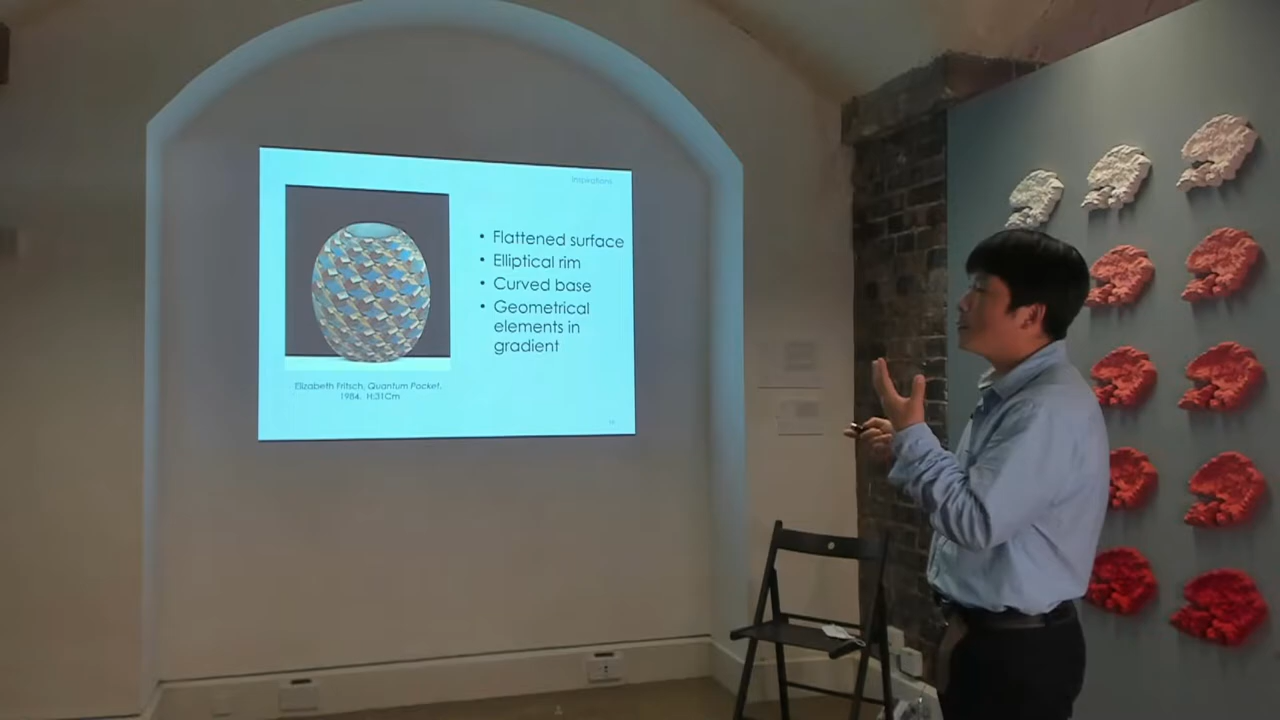 Inspirations
• Flattened surface
• Elliptical rim
• Curved base
• Geometrical
elements in
gradient
Elizabeth Fritsch, Quantum Pocket,
1984. H:31Cm